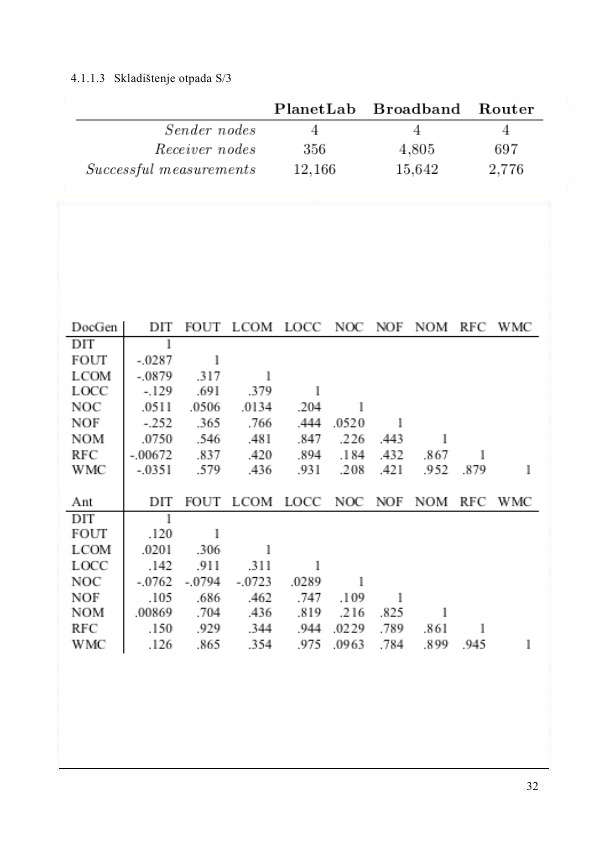 4.1.1.3 Skladištenje otpada S/3
PlanetLab Broadband Router
Sender nodes 4 4 4
Receiver nodes 356 4,805 697
Successful measurements 12,166 15,642 2,776
DocGen DIT FOUT LCOM LOCC NOC NOF NOM RFC WMC
DIT 1
FOUT -.0287 1
LCOM -.0879 .317 1
LOCC -.129 .691 .379 1
NOC .0511 .0506 .0134 .204 1
NOF -.252 .365 .766 .444 .0520 1
NOM .0750 .546 .481 .847 .226 .443 1
RFC -.00672 .837 .420 .894 .184 .432 .867 1
WMC -.0351 .579 .436 .931 .208 .421 .952 .879 1
Ant DIT FOUT LCOM LOCC NOC NOF NOM RFC WMC
DIT 1
FOUT .120 1
LCOM .0201 .306 1
LOCC .142 .911 .311 1
NOC -.0762 -.0794 -.0723 .0289 1
NOF .105 .686 .462 .747 .109 1
NOM .00869 .704 .436 .819 .216 .825 1
RFC .150 .929 .344 .944 .0229 .789 .861 1
WMC .126 .865 .354 .975 .0963 .784 .899 .945 1
32